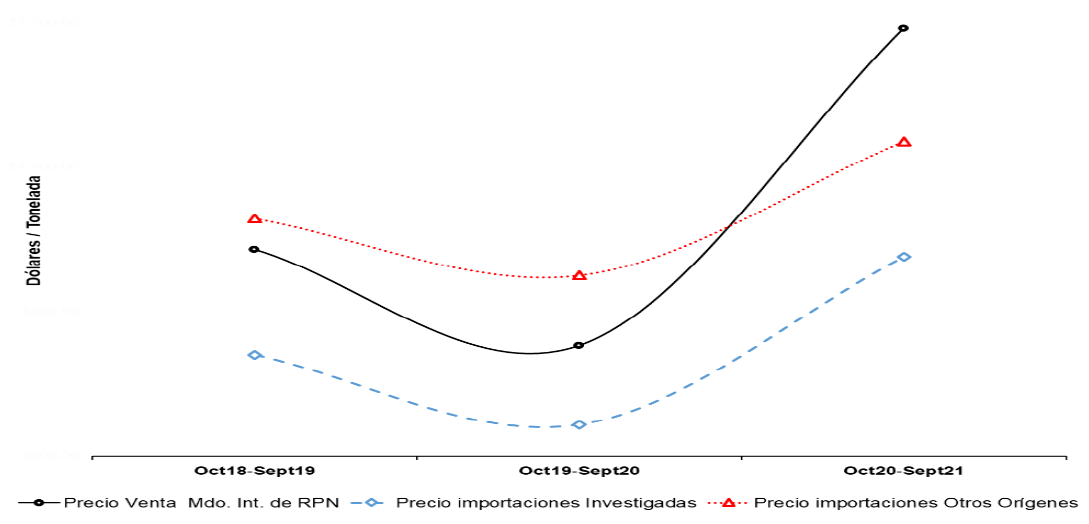 Dólares / Tonelada
Oct18-Sept19 Oct19-Sept20 Oct20-Sept21
Precio Venta Mdo. Int. de RPN Precio importaciones Investigadas Precio importaciones Otros Orígenes